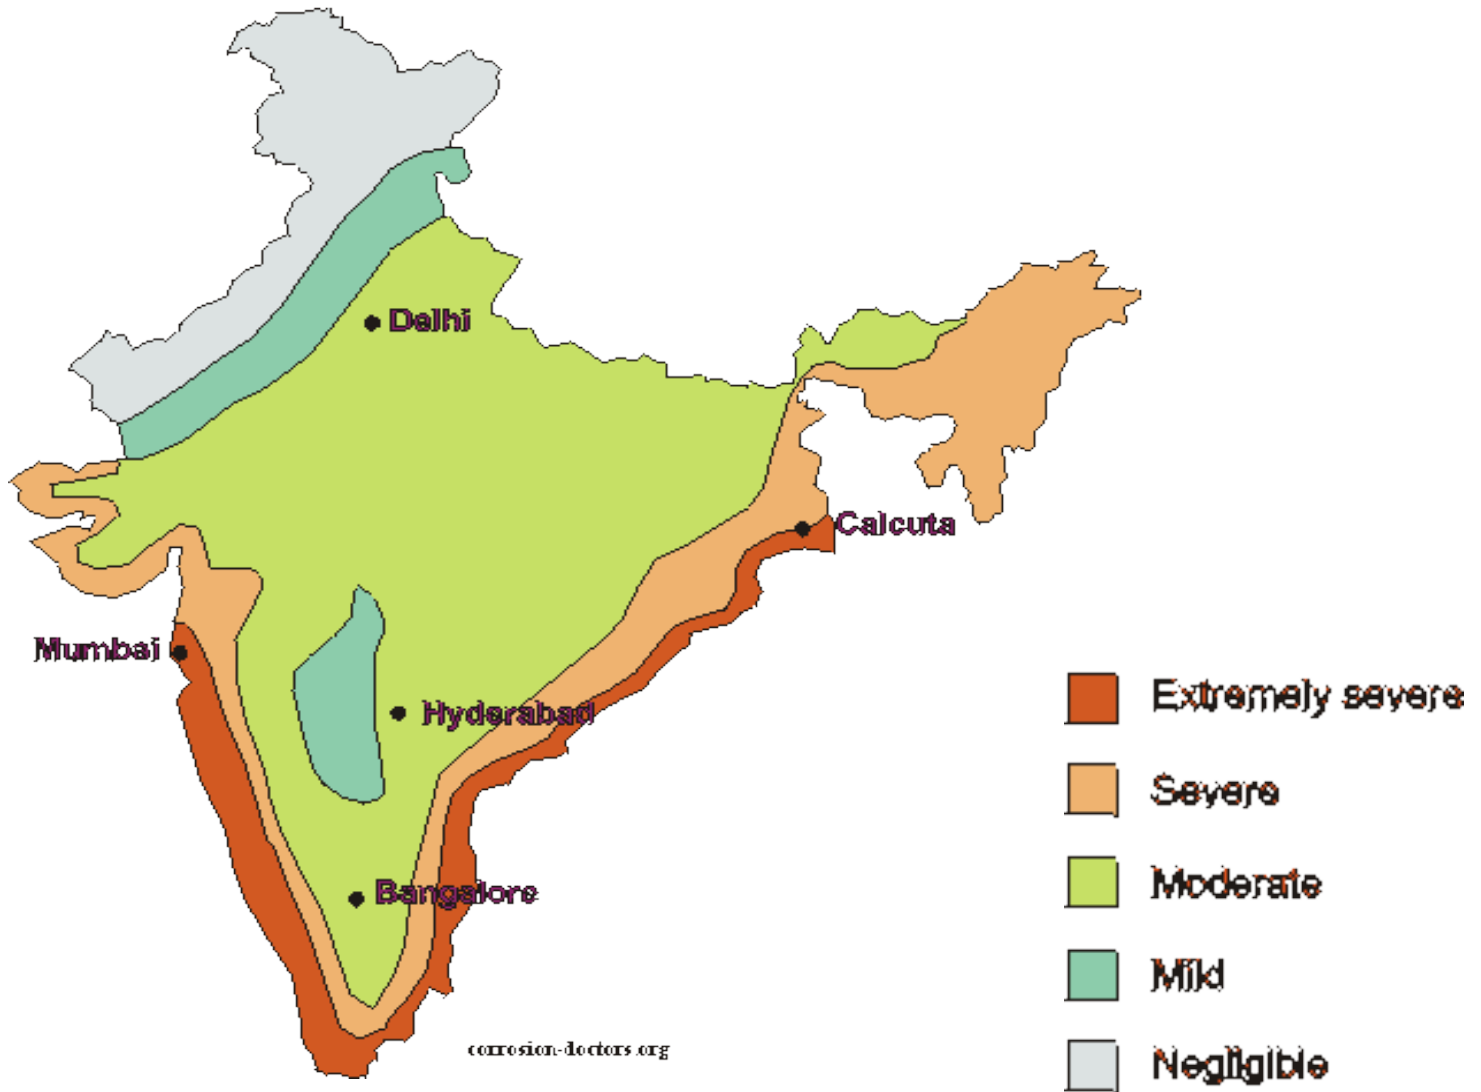 Delhi
Calcuta
Mumbai
Hyderabad
Bangalore
Extremely severe
Severe
Moderate
Mild
Negligible
corrosion-doctors.org